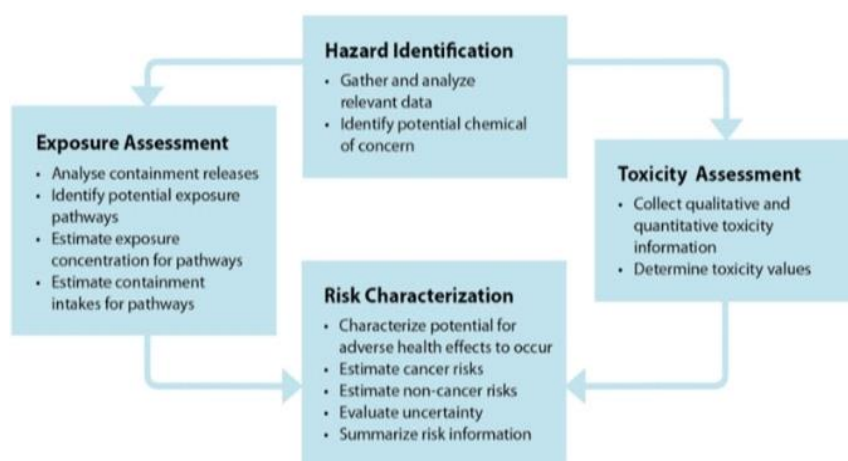 Hazard Identification
• Gather and analyze
relevant data
• Identify potential chemical
of concern
Exposure Assessment
• Analyse containment releases
• Identify potential exposure
pathways
• Estimate exposure
concentration for pathways
• Estimate containment
intakes for pathways
Toxicity Assessment
• Collect qualitative and
quantitative toxicity
information
• Determine toxicity values
Risk Characterization
• Characterize potential for
adverse health effects to occur
• Estimate cancer risks
• Estimate non-cancer risks
• Evaluate uncertainty
• Summarize risk information